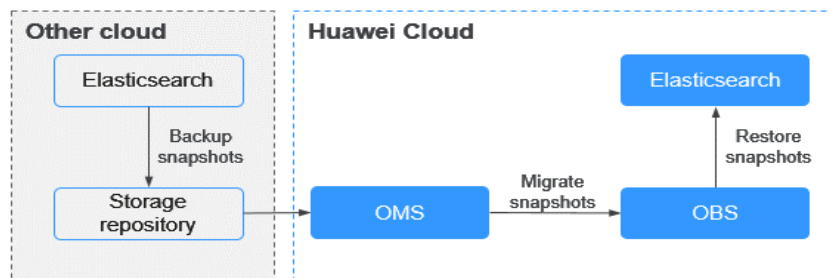 Other cloud
Huawei Cloud
Elasticsearch
Elasticsearch
Backup
snapshots
Restore
snapshots
Storage
repository
OMS
Migrate
snapshots
OBS